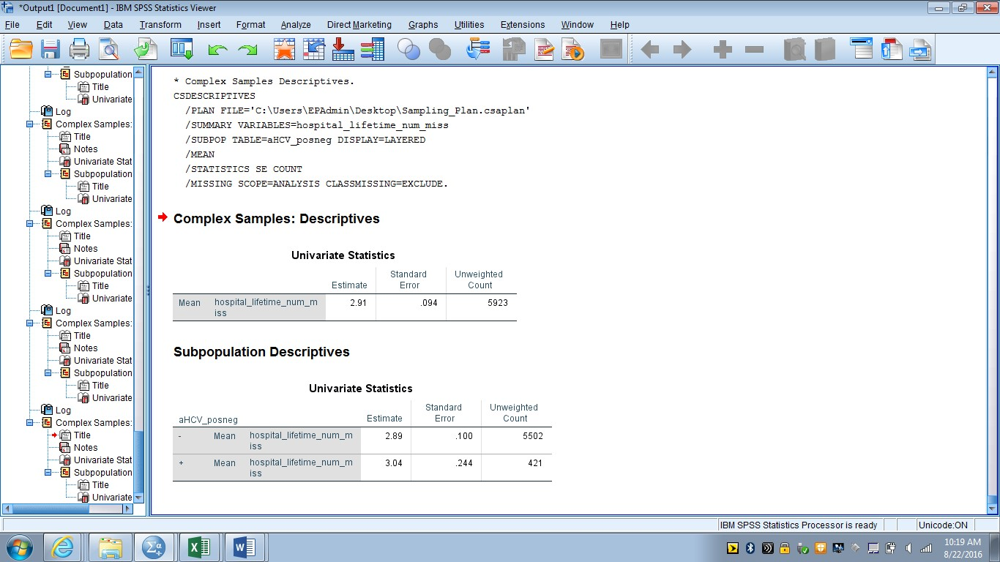 *Output1 [Document1] - IBM SPSS Statistics Viewer
File Edit View Data Transform Insert Format Analyze Direct Marketing Graphs Utilities Extensions Window Help
Subpopulation
Title
Univariate
Log
Complex Samples:
Title
Notes
Univariate Stat
Subpopulation
Title
Univariate
Log
Complex Samples:
Title
Notes
Univariate Stat
Subpopulation
Title
Univariate
Log
Complex Samples:
Title
Notes
Univariate Stat
Subpopulation
Title
Univariate
Log
Complex Samples:
Title
Notes
Univariate Stat
Subpopulation
Title
Univariate
* Complex Samples Descriptives.
CSDESCRIPTIVES
/PLAN FILE='C:\Users\EPAdmin\Desktop\Sampling_Plan.csaplan'
/SUMMARY VARIABLES=hospital_lifetime_num_miss
/SUBPOP TABLE=aHCV_posneg DISPLAY=LAYERED
/MEAN
/STATISTICS SE COUNT
/MISSING SCOPE=ANALYSIS CLASSMISSING=EXCLUDE.
Complex Samples: Descriptives
Univariate Statistics
Estimate Standard Error Unweighted Count
Mean hospital_lifetime_num_m 2.91 .094 5923
iss
Subpopulation Descriptives
Univariate Statistics
aHCV_posneg Estimate Standard Error Unweighted Count
- Mean hospital_lifetime_num_m 2.89 .100 5502
iss
+ Mean hospital_lifetime_num_m 3.04 .244 421
iss
IBM SPSS Statistics Processor is ready Unicode:ON
10:19 AM
8/22/2016